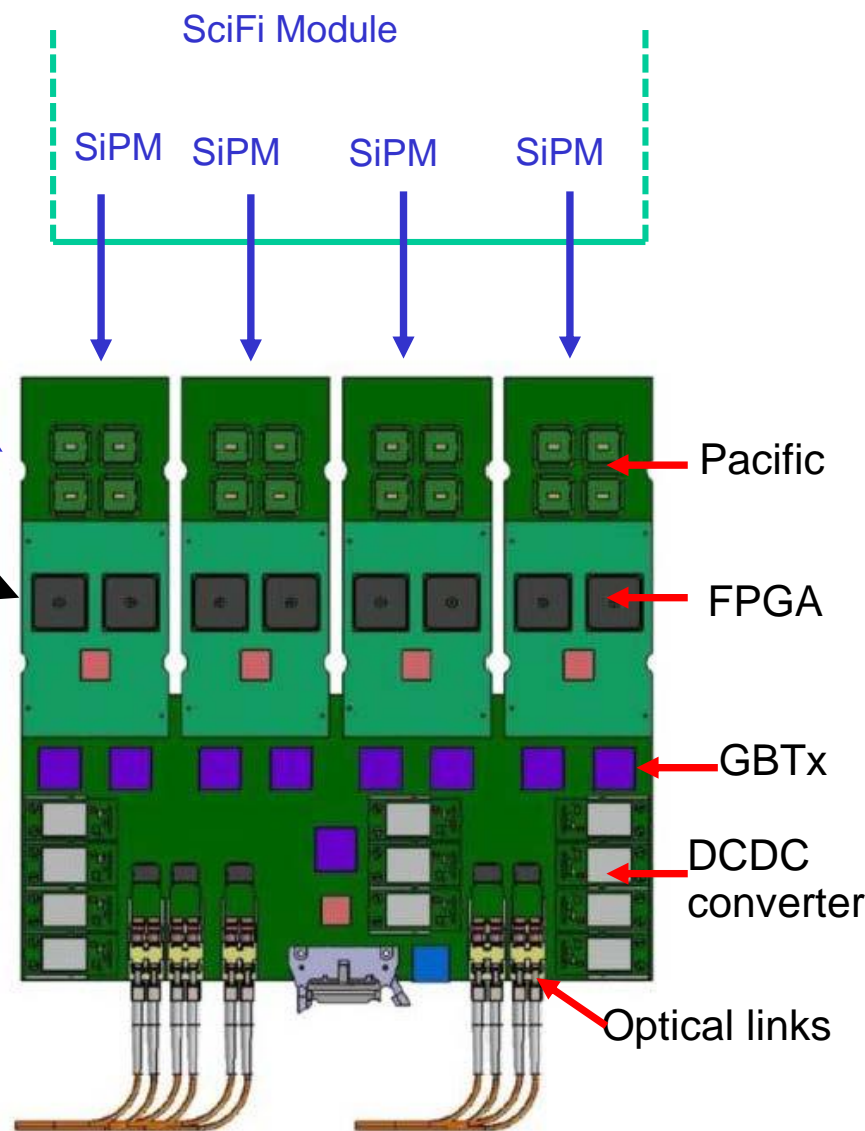 SciFi Module
SiPM SiPM SiPM SiPM
Pacific
FPGA
GBTx
DCDC
converter
Optical links